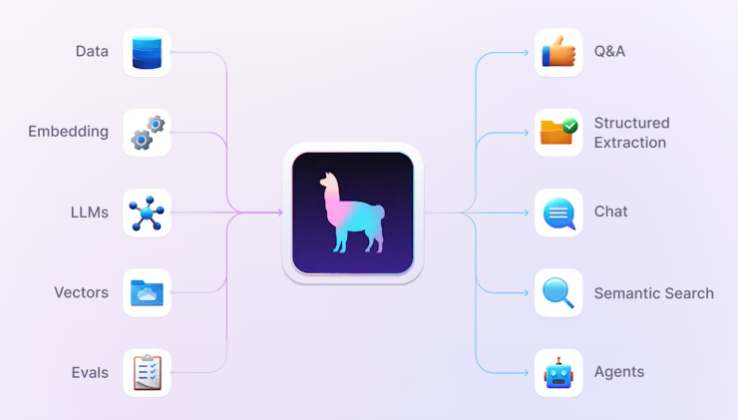 Data
Embedding
LLMs
Vectors
Evals
Q&A
Structured
Extraction
Chat
Semantic Search
Agents